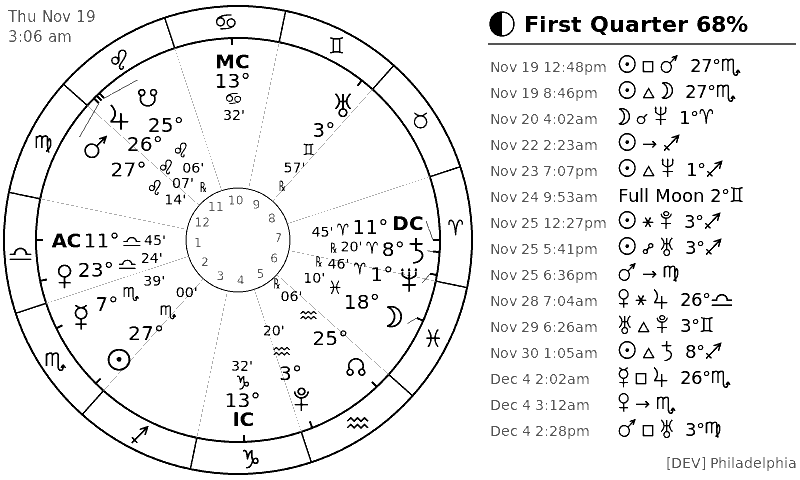 Thu Nov 19
3:06 am
♋
♊
♉
♈
♓
♒
♑
♐
♏
♎
♍
♌
MC
13°
♋
32'
♅
3°
♊
57'
℞
☋
25°
♌
06'
℞
♃
26°
♌
07'
♂
27°
♌
14'
AC 11° ♎ 45'
♀ 23° ♎ 24'
☿ 7° ♏ 39'
☉ 27° ♏ 00'
45' ♈ 11° DC
℞ 20' ♈ 8° ♄
℞ 46' ♈ 1° ♆
10' ♓ 18° ☽
℞ 06' ♒ 25° ☊
20' ♒ 3° ⯓
32'
♑
13°
IC
1
2
3
4
5
6
7
8
9
10
11
12
First Quarter 68%
Nov 19 12:48pm ☉ □ ♂ 27°♏
Nov 19 8:46pm ☉ △ ☽ 27°♏
Nov 20 4:02am ☽ ☌ ♆ 1°♈
Nov 22 2:23am ☉ → ♐
Nov 23 7:07pm ☉ △ ♆ 1°♐
Nov 24 9:53am Full Moon 2°♊
Nov 25 12:27pm ☉ ⚹ ⯓ 3°♐
Nov 25 5:41pm ☉ ☍ ♅ 3°♐
Nov 25 6:36pm ♂ → ♍
Nov 28 7:04am ♀ ⚹ ♃ 26°♎
Nov 29 6:26am ♅ △ ⯓ 3°♊
Nov 30 1:05am ☉ △ ♄ 8°♐
Dec 4 2:02am ☿ □ ♃ 26°♏
Dec 4 3:12am ♀ → ♏
Dec 4 2:28pm ♂ □ ♅ 3°♍
[DEV] Philadelphia